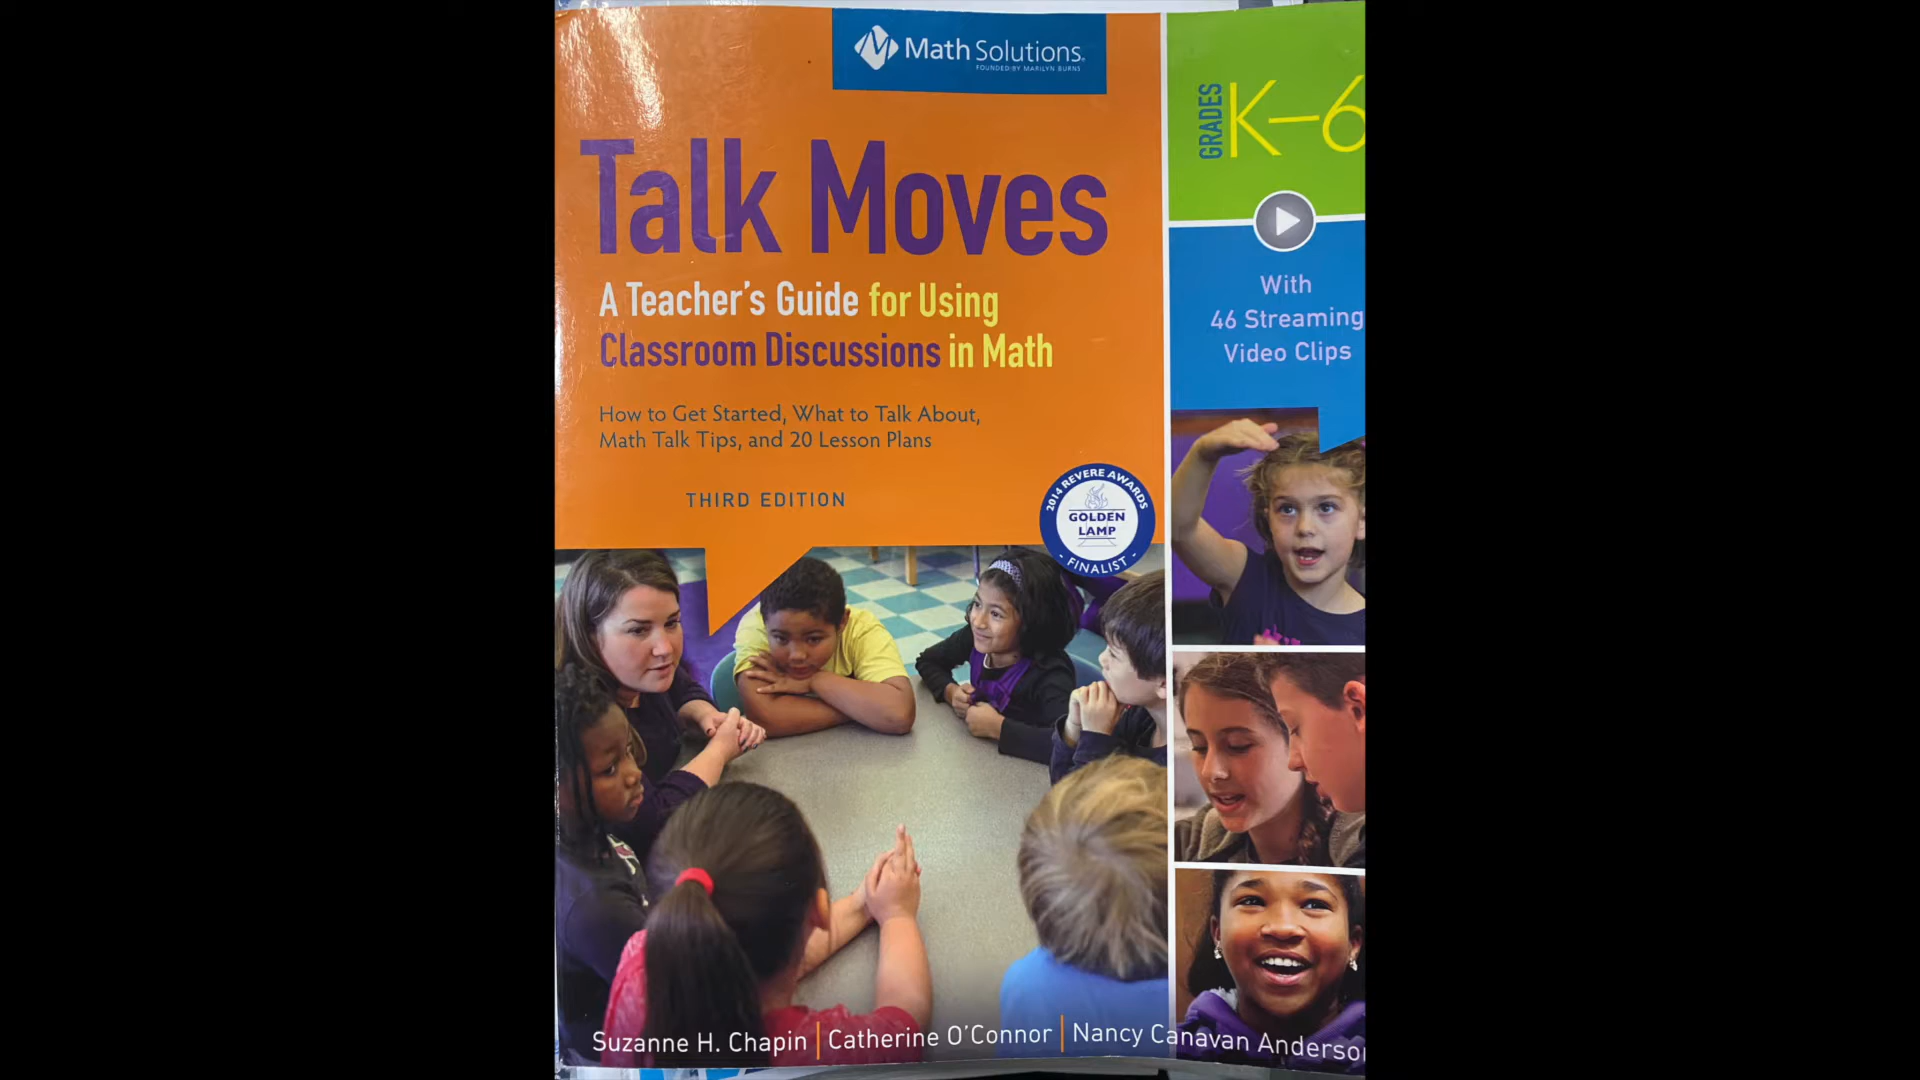 Math Solutions®
FOUNDED BY MARILYN BURNS
GRADES
K–6
Talk Moves
A Teacher's Guide for Using
Classroom Discussions in Math
How to Get Started, What to Talk About,
Math Talk Tips, and 20 Lesson Plans
THIRD EDITION
With
46 Streaming
Video Clips
2014 REVERE AWARDS
GOLDEN
LAMP
- FINALIST -
Suzanne H. Chapin | Catherine O'Connor | Nancy Canavan Anderso